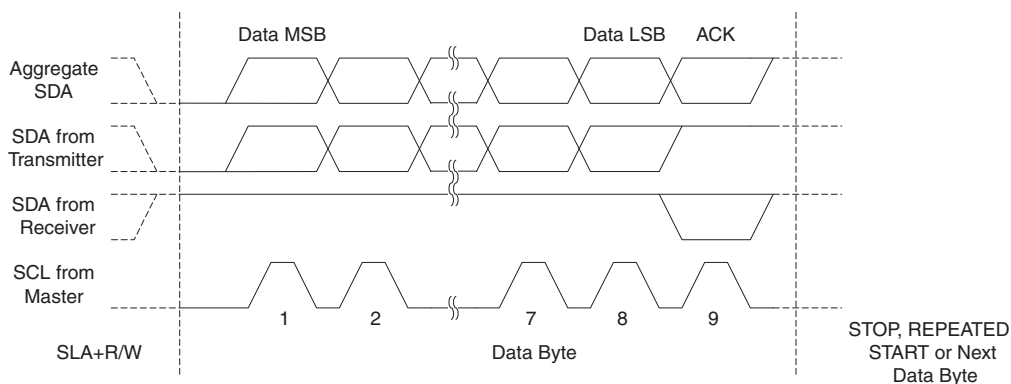 Data MSB
Data LSB
ACK
Aggregate
SDA
SDA from
Transmitter
SDA from
Receiver
SCL from
Master
1
2
7
8
9
SLA+R/W
Data Byte
STOP, REPEATED
START or Next
Data Byte